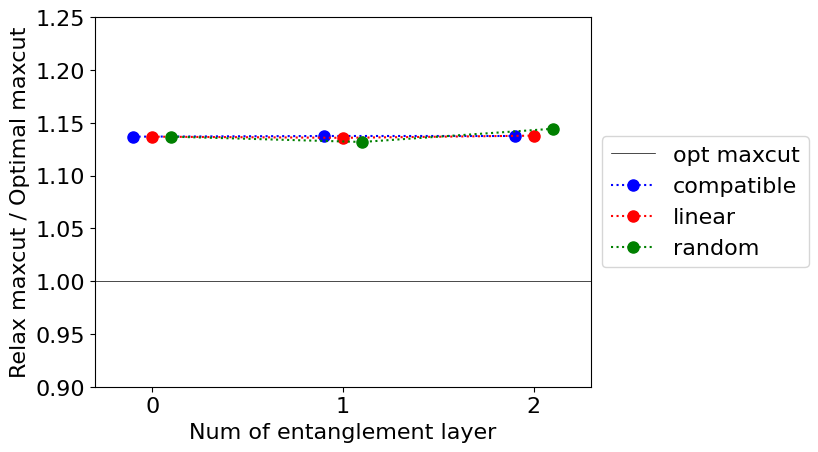 Relax maxcut / Optimal maxcut
1.25
1.20
1.15
1.10
1.05
1.00
0.95
0.90
0
1
2
Num of entanglement layer
opt maxcut
compatible
linear
random